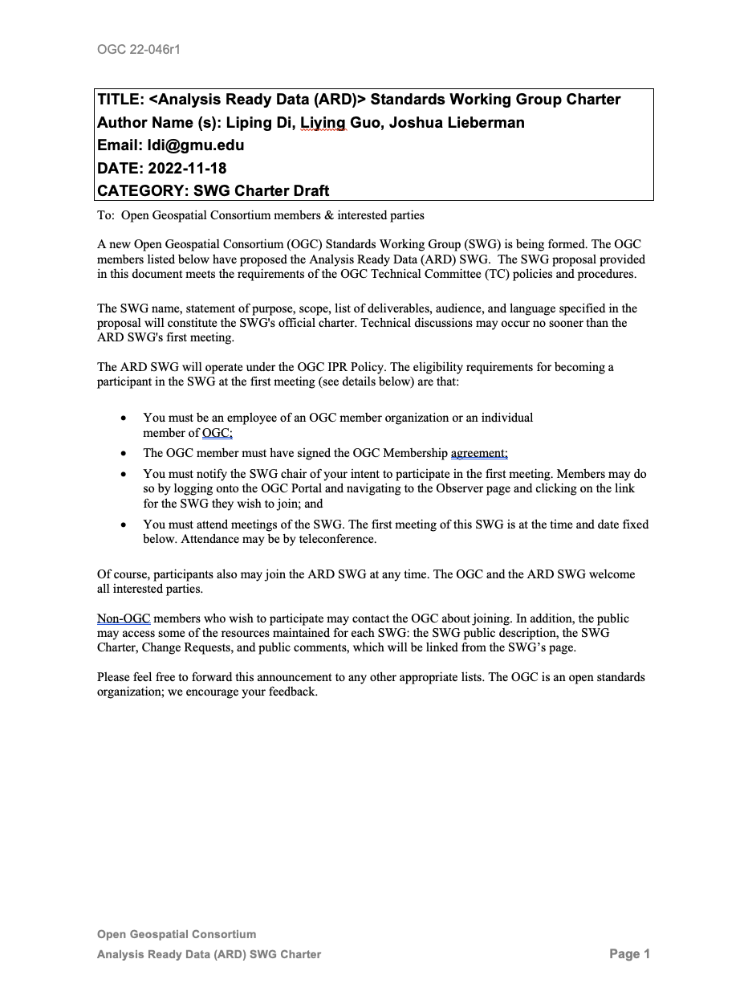 OGC 22-046r1
TITLE: <Analysis Ready Data (ARD)> Standards Working Group Charter
Author Name (s): Liping Di, Liying Guo, Joshua Lieberman
Email: ldi@gmu.edu
DATE: 2022-11-18
CATEGORY: SWG Charter Draft
To:  Open Geospatial Consortium members & interested parties
A new Open Geospatial Consortium (OGC) Standards Working Group (SWG) is being formed. The OGC
members listed below have proposed the Analysis Ready Data (ARD) SWG.  The SWG proposal provided
in this document meets the requirements of the OGC Technical Committee (TC) policies and procedures.
The SWG name, statement of purpose, scope, list of deliverables, audience, and language specified in the
proposal will constitute the SWG's official charter. Technical discussions may occur no sooner than the
ARD SWG's first meeting.
The ARD SWG will operate under the OGC IPR Policy. The eligibility requirements for becoming a
participant in the SWG at the first meeting (see details below) are that:
• You must be an employee of an OGC member organization or an individual
member of OGC;
• The OGC member must have signed the OGC Membership agreement;
• You must notify the SWG chair of your intent to participate in the first meeting. Members may do
so by logging onto the OGC Portal and navigating to the Observer page and clicking on the link
for the SWG they wish to join; and
• You must attend meetings of the SWG. The first meeting of this SWG is at the time and date fixed
below. Attendance may be by teleconference.
Of course, participants also may join the ARD SWG at any time. The OGC and the ARD SWG welcome
all interested parties.
Non-OGC members who wish to participate may contact the OGC about joining. In addition, the public
may access some of the resources maintained for each SWG: the SWG public description, the SWG
Charter, Change Requests, and public comments, which will be linked from the SWG’s page.
Please feel free to forward this announcement to any other appropriate lists. The OGC is an open standards
organization; we encourage your feedback.
Open Geospatial Consortium
Analysis Ready Data (ARD) SWG Charter Page 1